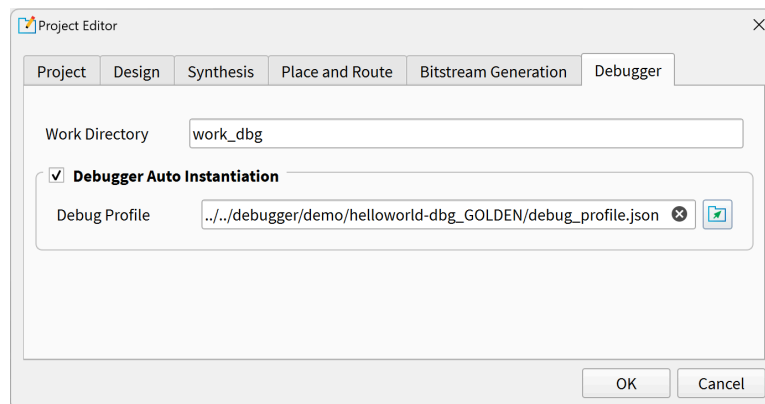 Project Editor
Project Design Synthesis Place and Route Bitstream Generation Debugger
Work Directory work_dbg
Debugger Auto Instantiation
Debug Profile ../../debugger/demo/helloworld-dbg_GOLDEN/debug_profile.json
OK Cancel